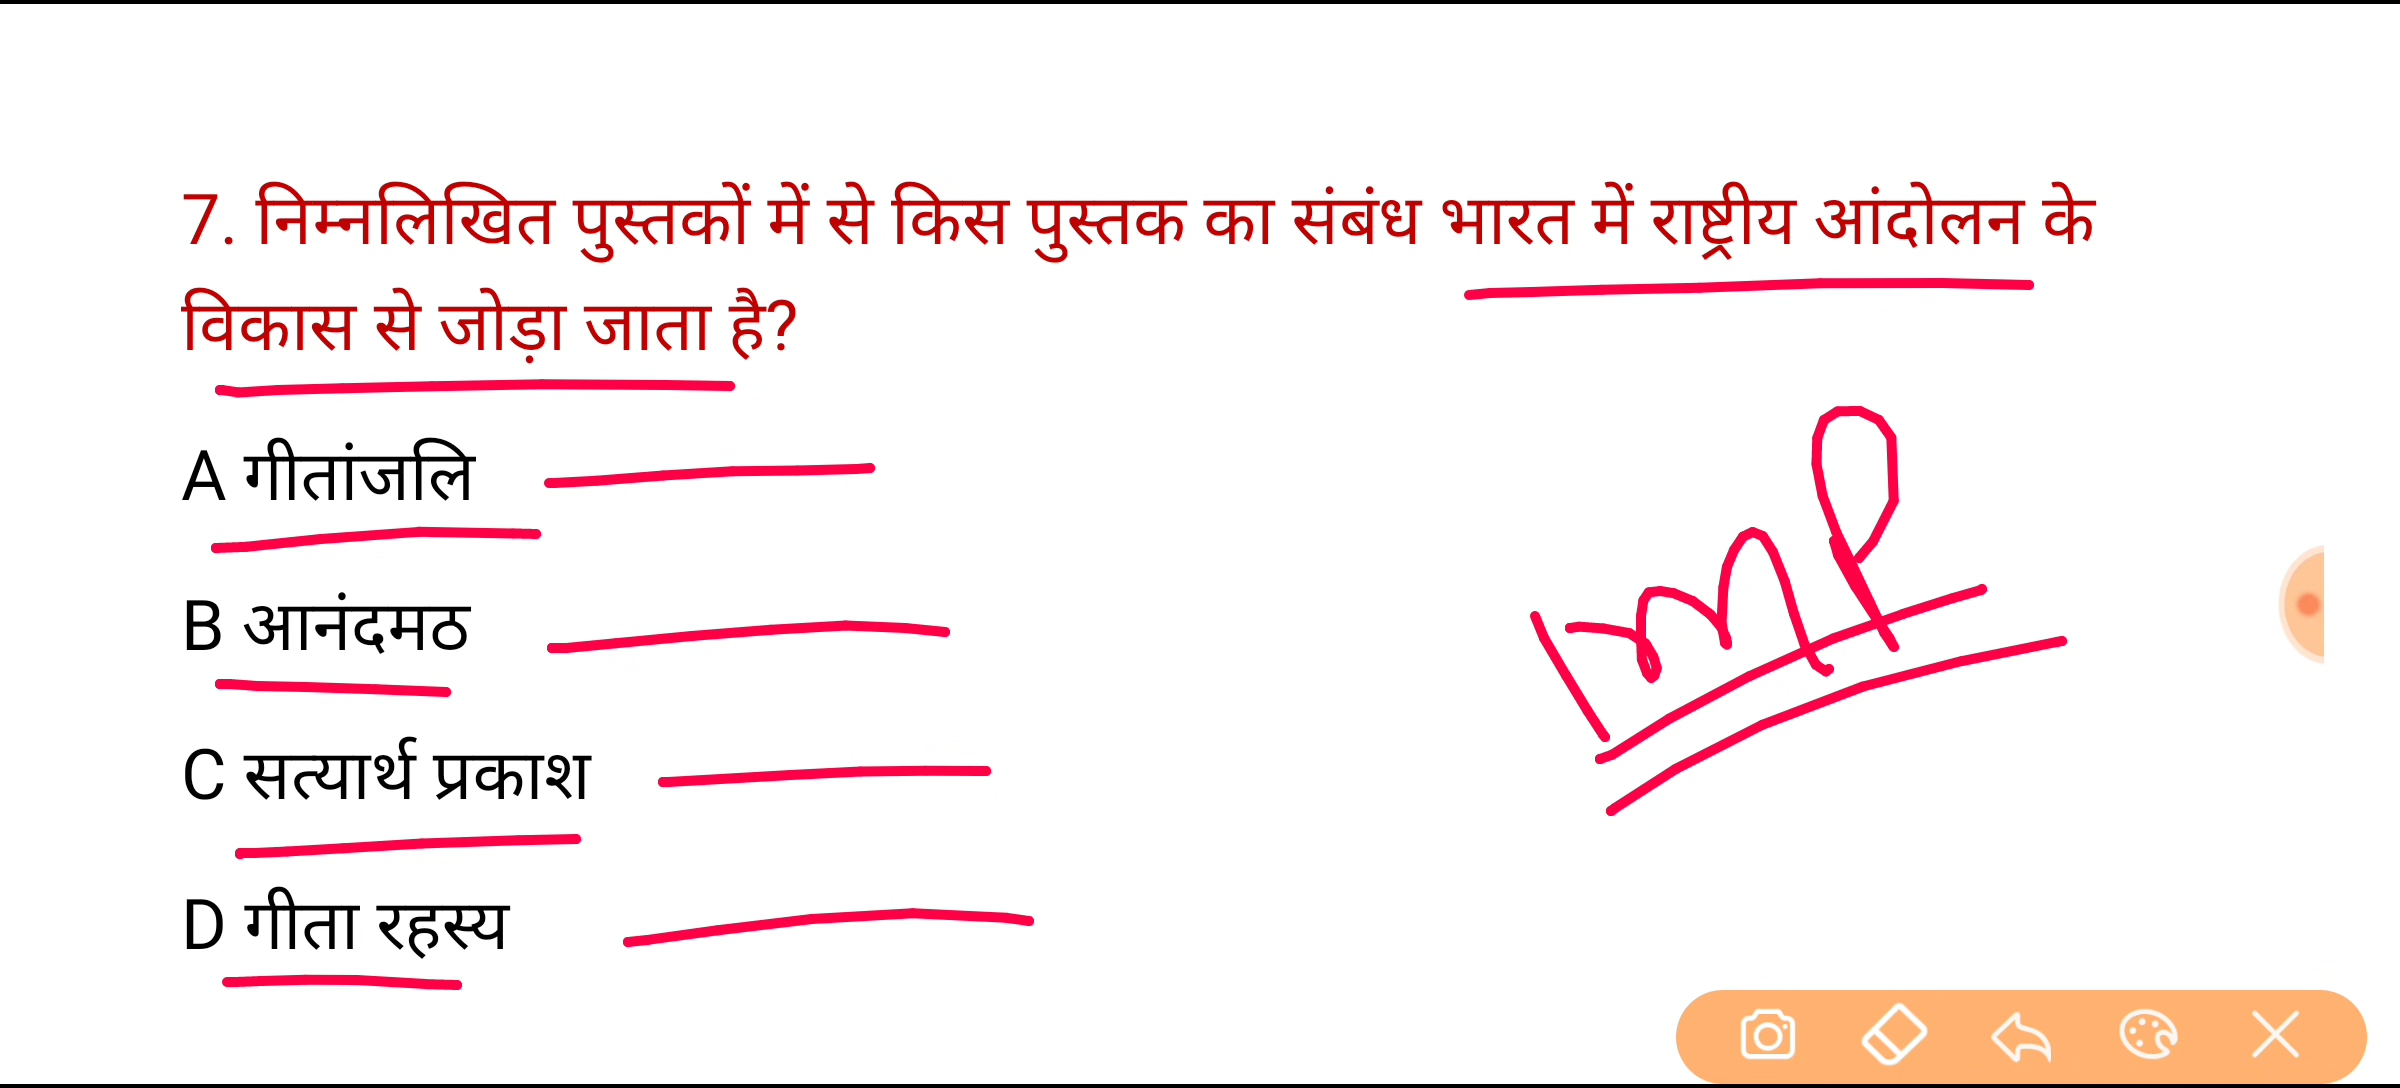 7. निम्नलिखित पुस्तकों में से किस पुस्तक का संबंध भारत में राष्ट्रीय आंदोलन के
विकास से जोड़ा जाता है?
A गीतांजलि
B आनंदमठ
C सत्यार्थ प्रकाश
D गीता रहस्य
Imp